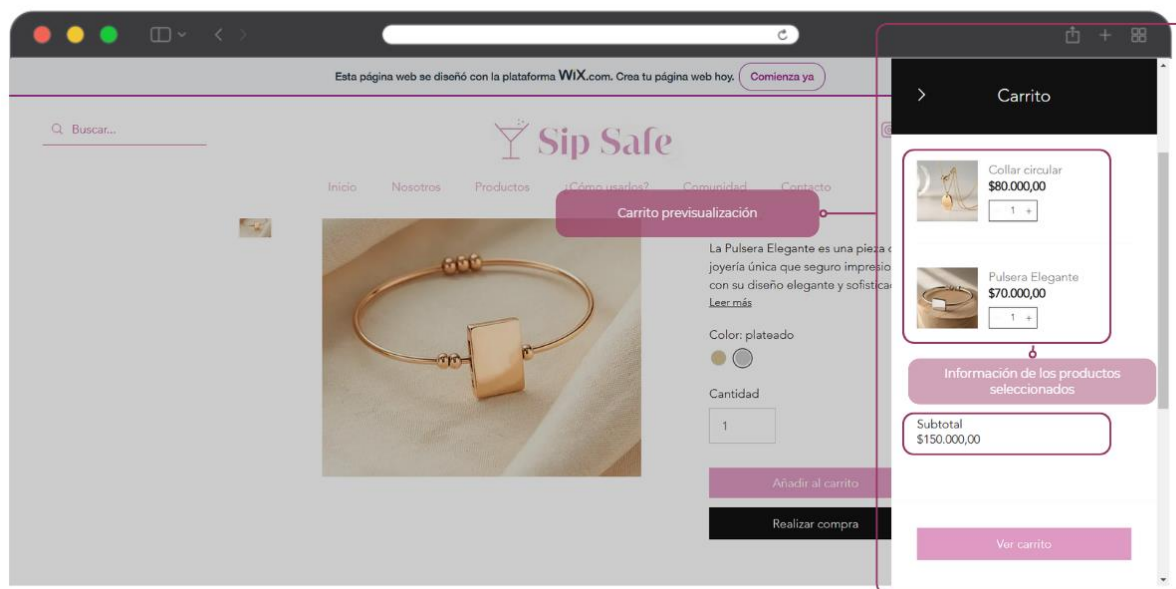 Esta página web se diseñó con la plataforma WiX.com. Crea tu página web hoy. Comienza ya
Buscar...
Sip Safe
Inicio Nosotros Productos ¿Cómo usarlos? Comunidad Contacto
Carrito previsualización
La Pulsera Elegante es una pieza
joyería única que seguro
con su diseño elegante y
Leer más
Color: plateado
Cantidad
1
Añadir al carrito
Realizar compra
Carrito
Collar circular
$80.000,00
1 +
Pulsera Elegante
$70.000,00
- 1 +
Información de los productos
seleccionados
Subtotal
$150.000,00
Ver carrito